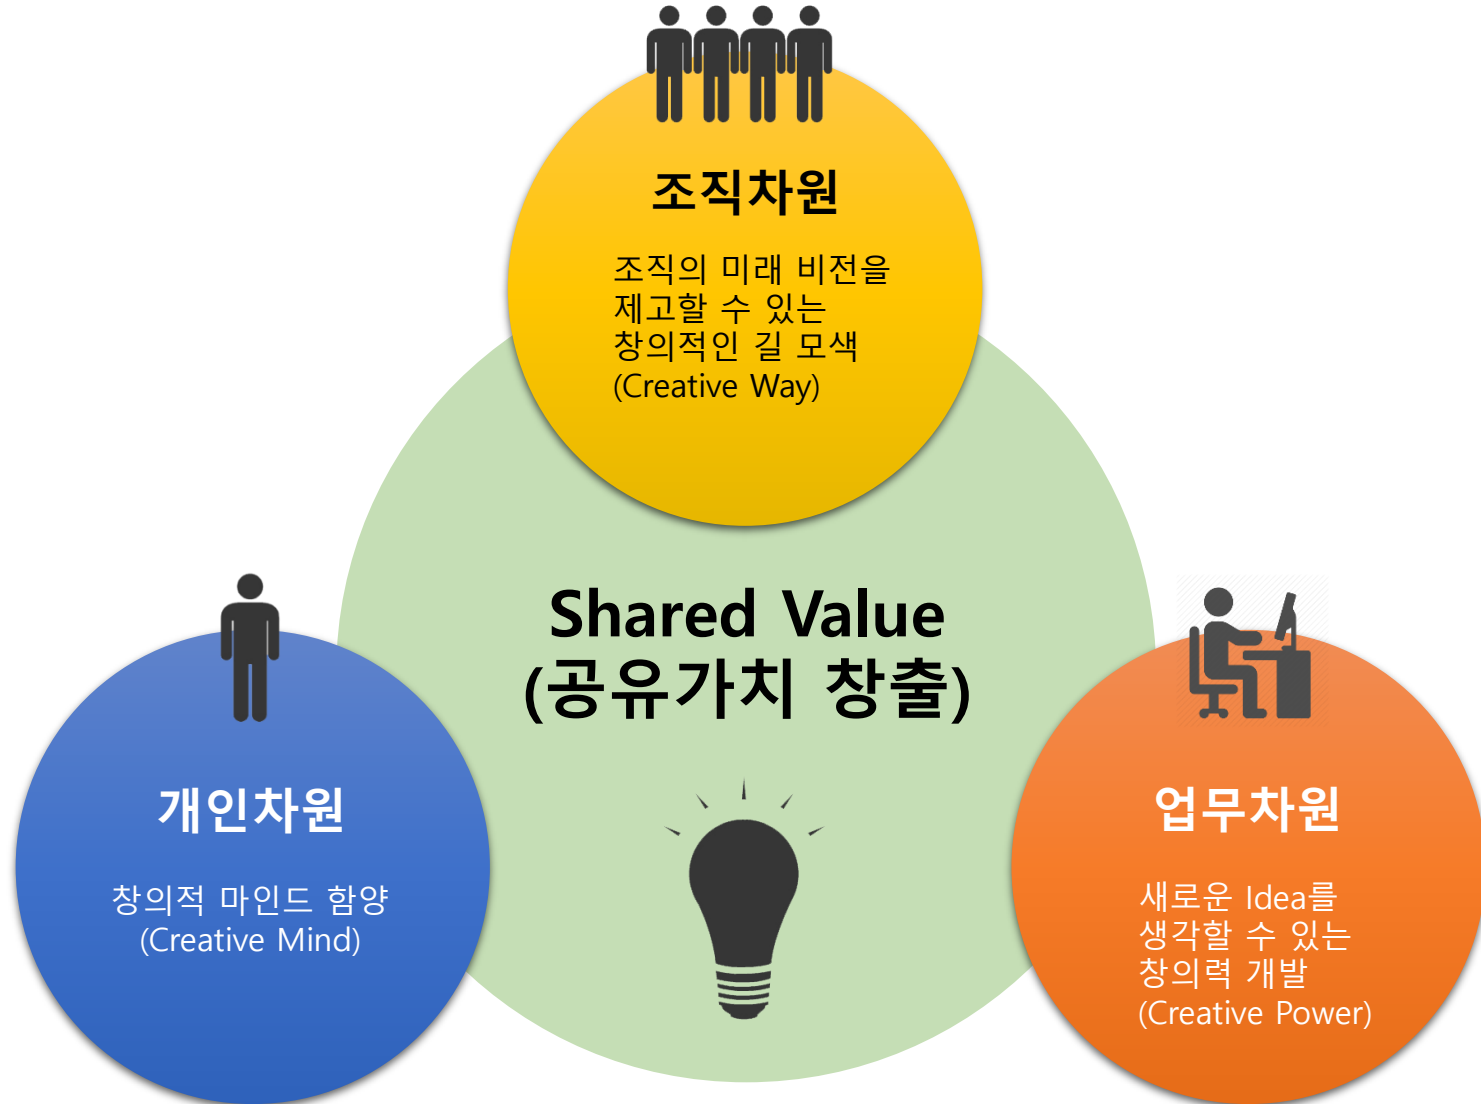 조직차원
조직의 미래 비전을
제고할 수 있는
창의적인 길 모색
(Creative Way)
Shared Value
(공유가치 창출)
개인차원
창의적 마인드 함양
(Creative Mind)
업무차원
새로운 Idea를
생각할 수 있는
창의력 개발
(Creative Power)